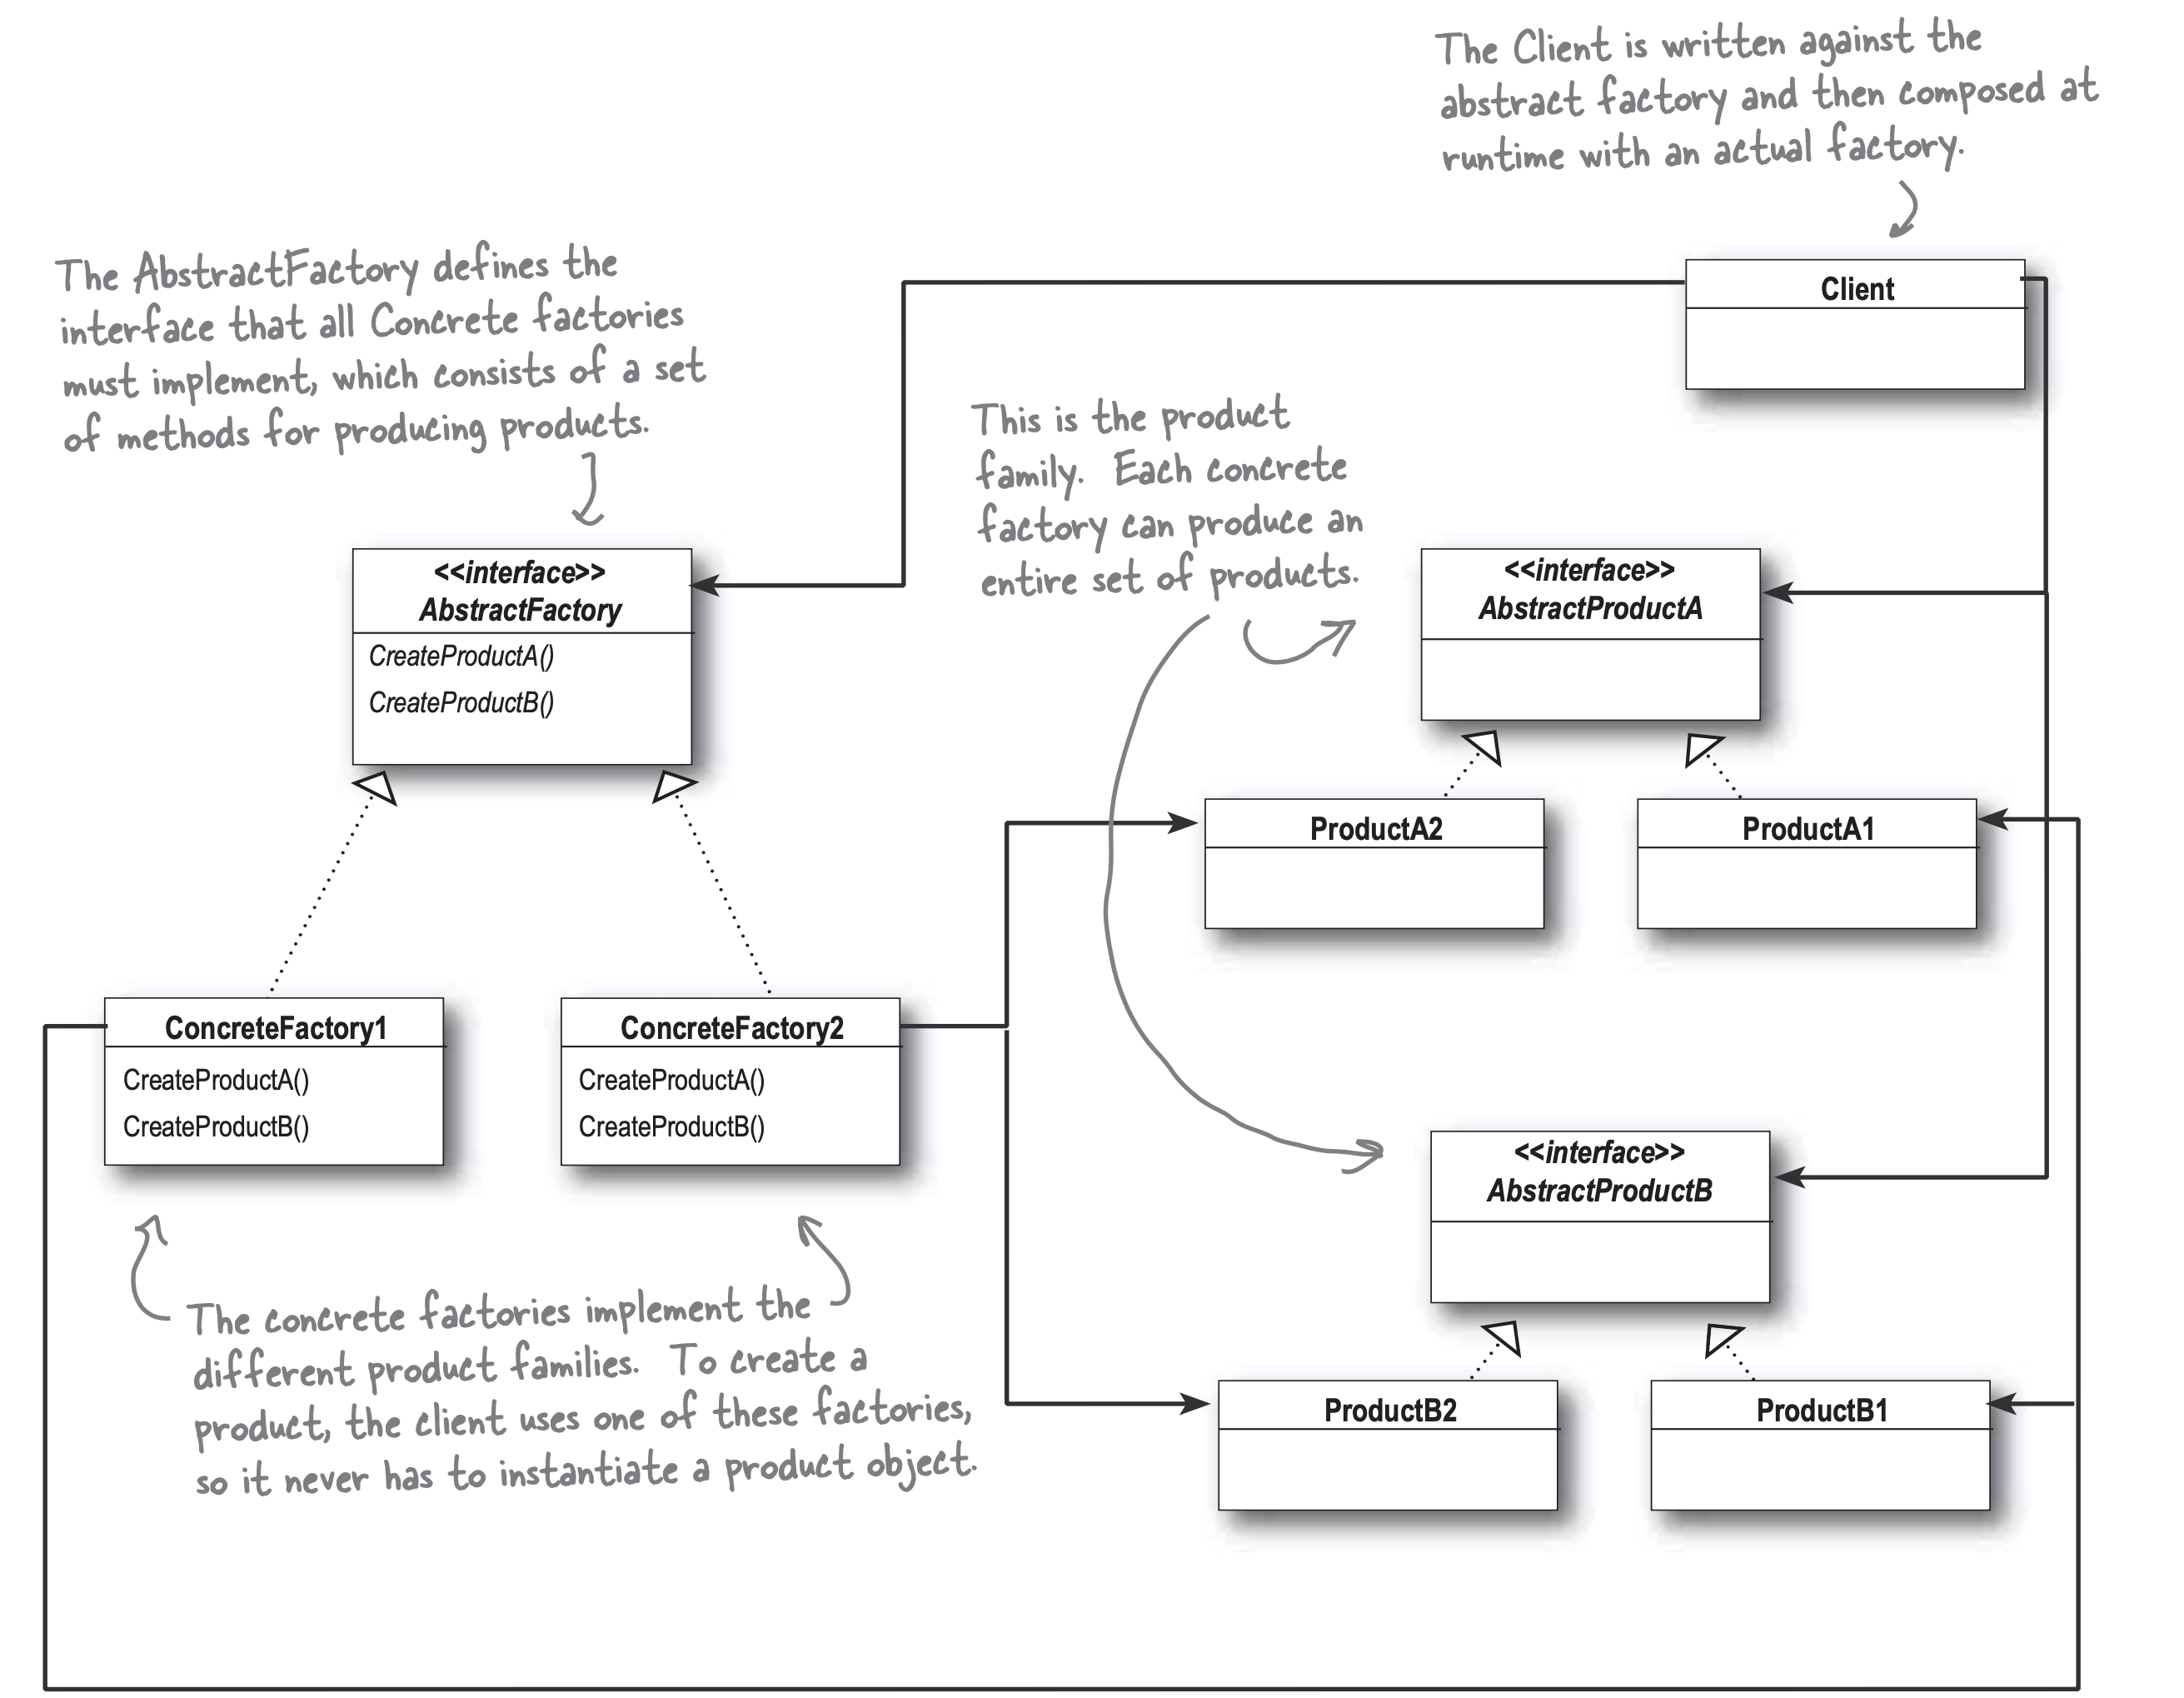 The Client is written against the
abstract factory and then composed at
runtime with an actual factory.
Client
The AbstractFactory defines the
interface that all Concrete factories
must implement, which consists of a set
of methods for producing products.
This is the product
family. Each concrete
factory can produce an
entire set of products.
<<interface>>
AbstractFactory
CreateProductA()
CreateProductB()
<<interface>>
AbstractProductA
ProductA2
ProductA1
ConcreteFactory1
CreateProductA()
CreateProductB()
ConcreteFactory2
CreateProductA()
CreateProductB()
<<interface>>
AbstractProductB
ProductB2
ProductB1
The concrete factories implement the
different product families. To create a
product, the client uses one of these factories,
so it never has to instantiate a product object.